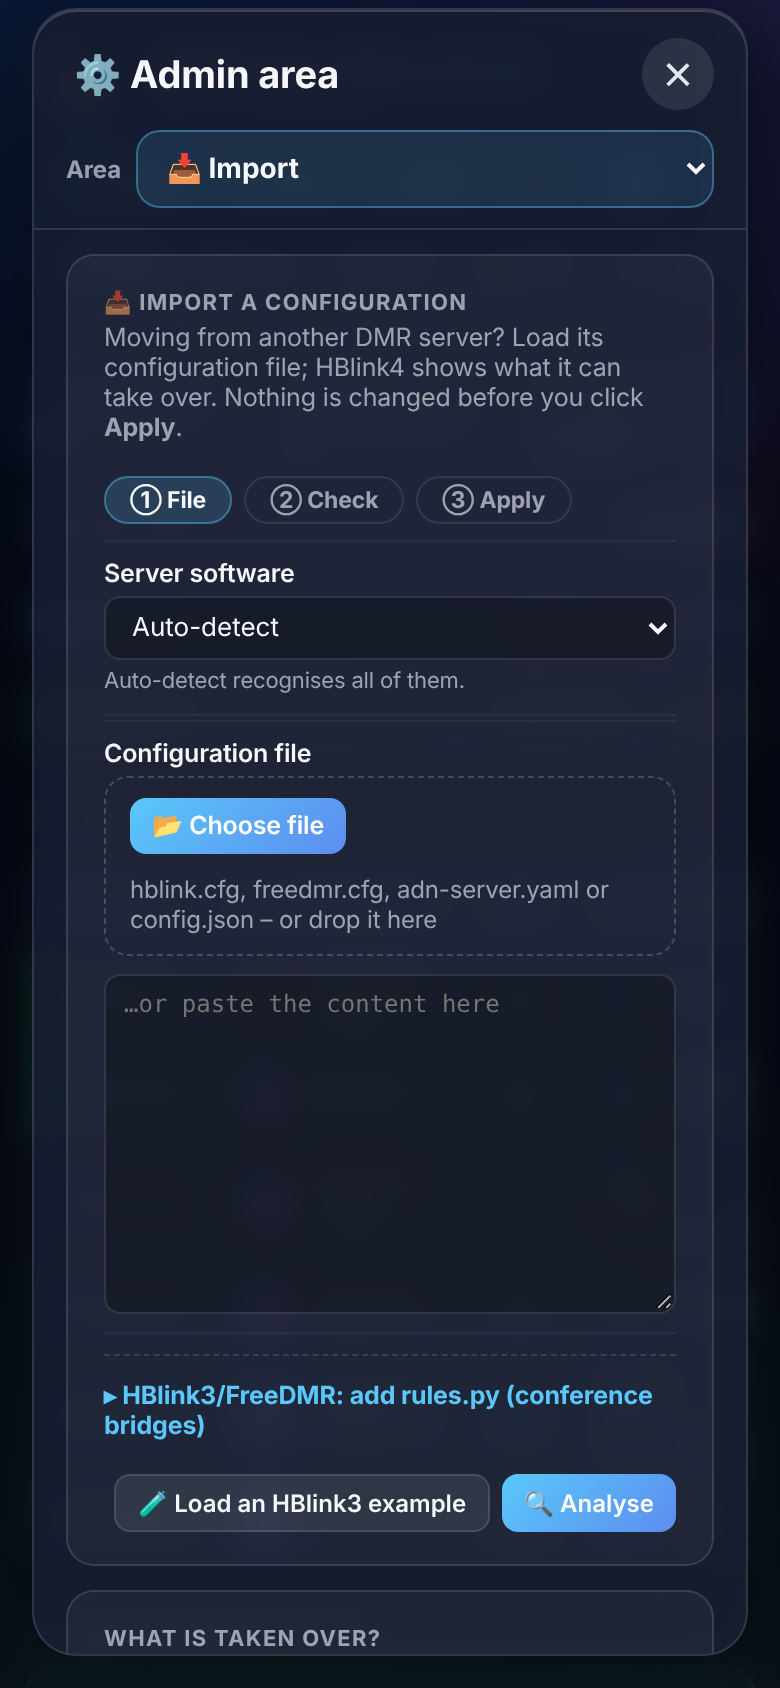 ⚙️ Admin area
Area
📥 Import
📥 IMPORT A CONFIGURATION
Moving from another DMR server? Load its
configuration file; HBlink4 shows what it can
take over. Nothing is changed before you click
Apply.
① File
② Check
③ Apply
Server software
Auto-detect
Auto-detect recognises all of them.
Configuration file
📂 Choose file
hblink.cfg, freedmr.cfg, adn-server.yaml or
config.json – or drop it here
…or paste the content here
▸ HBlink3/FreeDMR: add rules.py (conference
bridges)
🧪 Load an HBlink3 example
🔍 Analyse
WHAT IS TAKEN OVER?